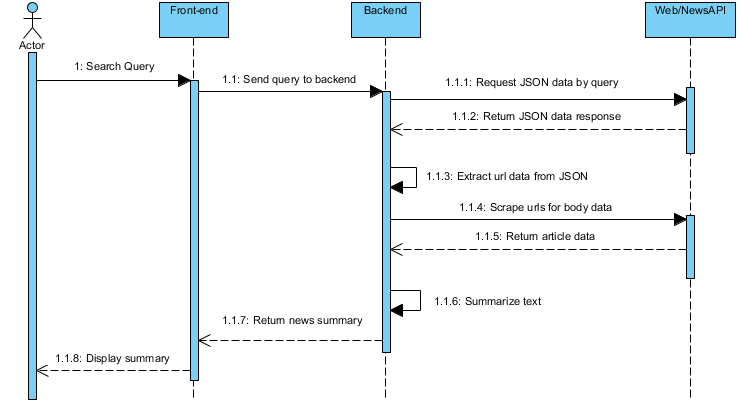 Front-end
Backend
Web/NewsAPI
Actor
1: Search Query
1.1: Send query to backend
1.1.1: Request JSON data by query
1.1.2: Return JSON data response
1.1.3: Extract url data from JSON
1.1.4: Scrape urls for body data
1.1.5: Return article data
1.1.6: Summarize text
1.1.7: Return news summary
1.1.8: Display summary